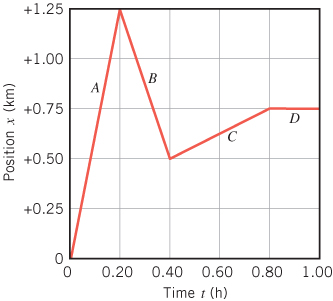 +1.25
+1.00
+0.75
+0.50
+0.25
0
Position x (km)
A
B
C
D
0 0.20 0.40 0.60 0.80 1.00
Time t (h)